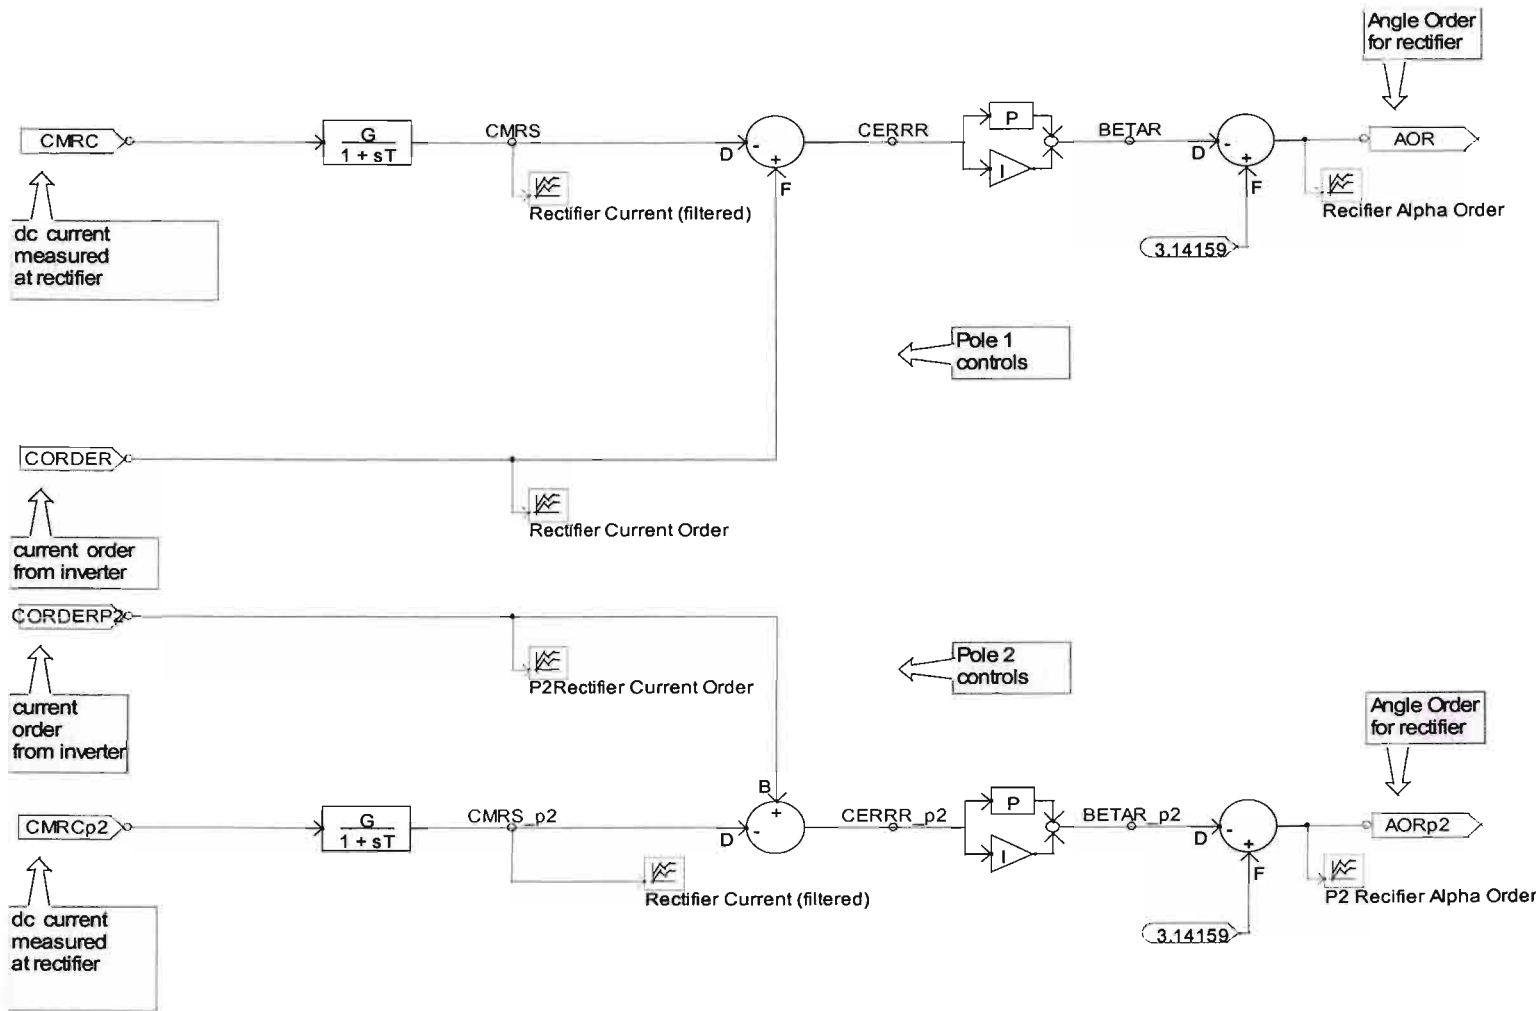 Angle Order
for rectifier
CMRC
G
1 + sT
CMRS
D
-
+
F
CERRR
P
I
BETAR
D
-
+
F
AOR
Rectifier Current (filtered)
Recifier Alpha Order
3.14159
dc current
measured
at rectifier
Pole 1
controls
CORDER
Rectifier Current Order
current order
from inverter
CORDERP2
P2Rectifier Current Order
Pole 2
controls
current
order
from inverter
Angle Order
for rectifier
B
+
CMRCp2
G
1 + sT
CMRS_p2
D
-
CERRR_p2
P
I
BETAR_p2
D
-
+
F
AORp2
Rectifier Current (filtered)
P2 Recifier Alpha Order
3.14159
dc current
measured
at rectifier